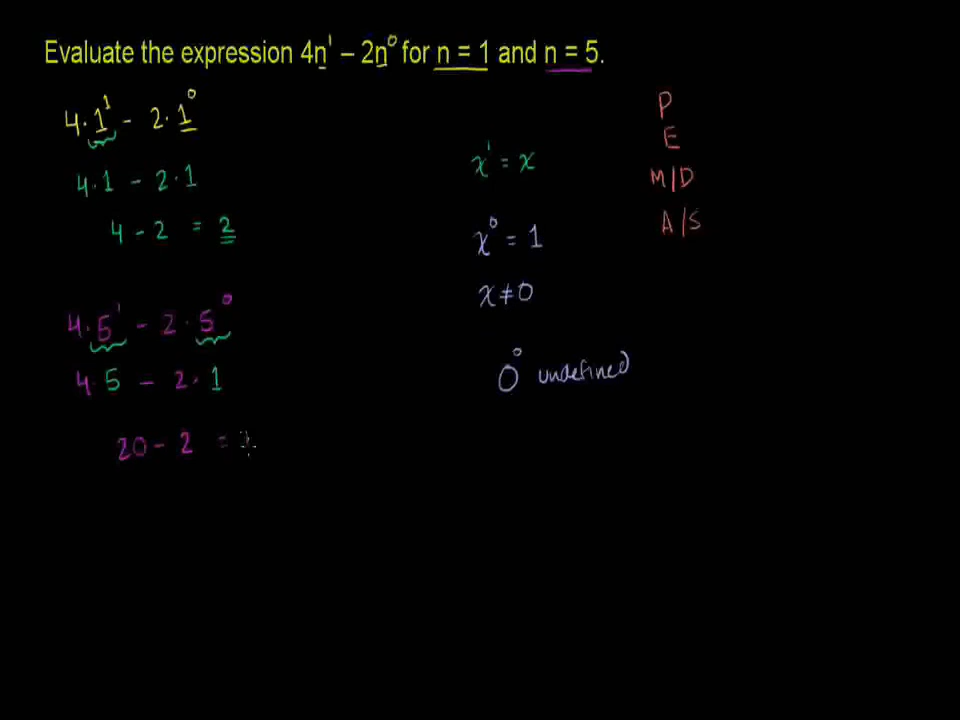 Evaluate the expression 4n¹ – 2n⁰ for n = 1 and n = 5.
4·1¹ – 2·1⁰
4·1 – 2·1
4 – 2 = 2
4·5¹ – 2·5⁰
4·5 – 2·1
20 – 2 =
x¹ = x
x⁰ = 1
x ≠ 0
0⁰ undefined
P
E
M/D
A/S